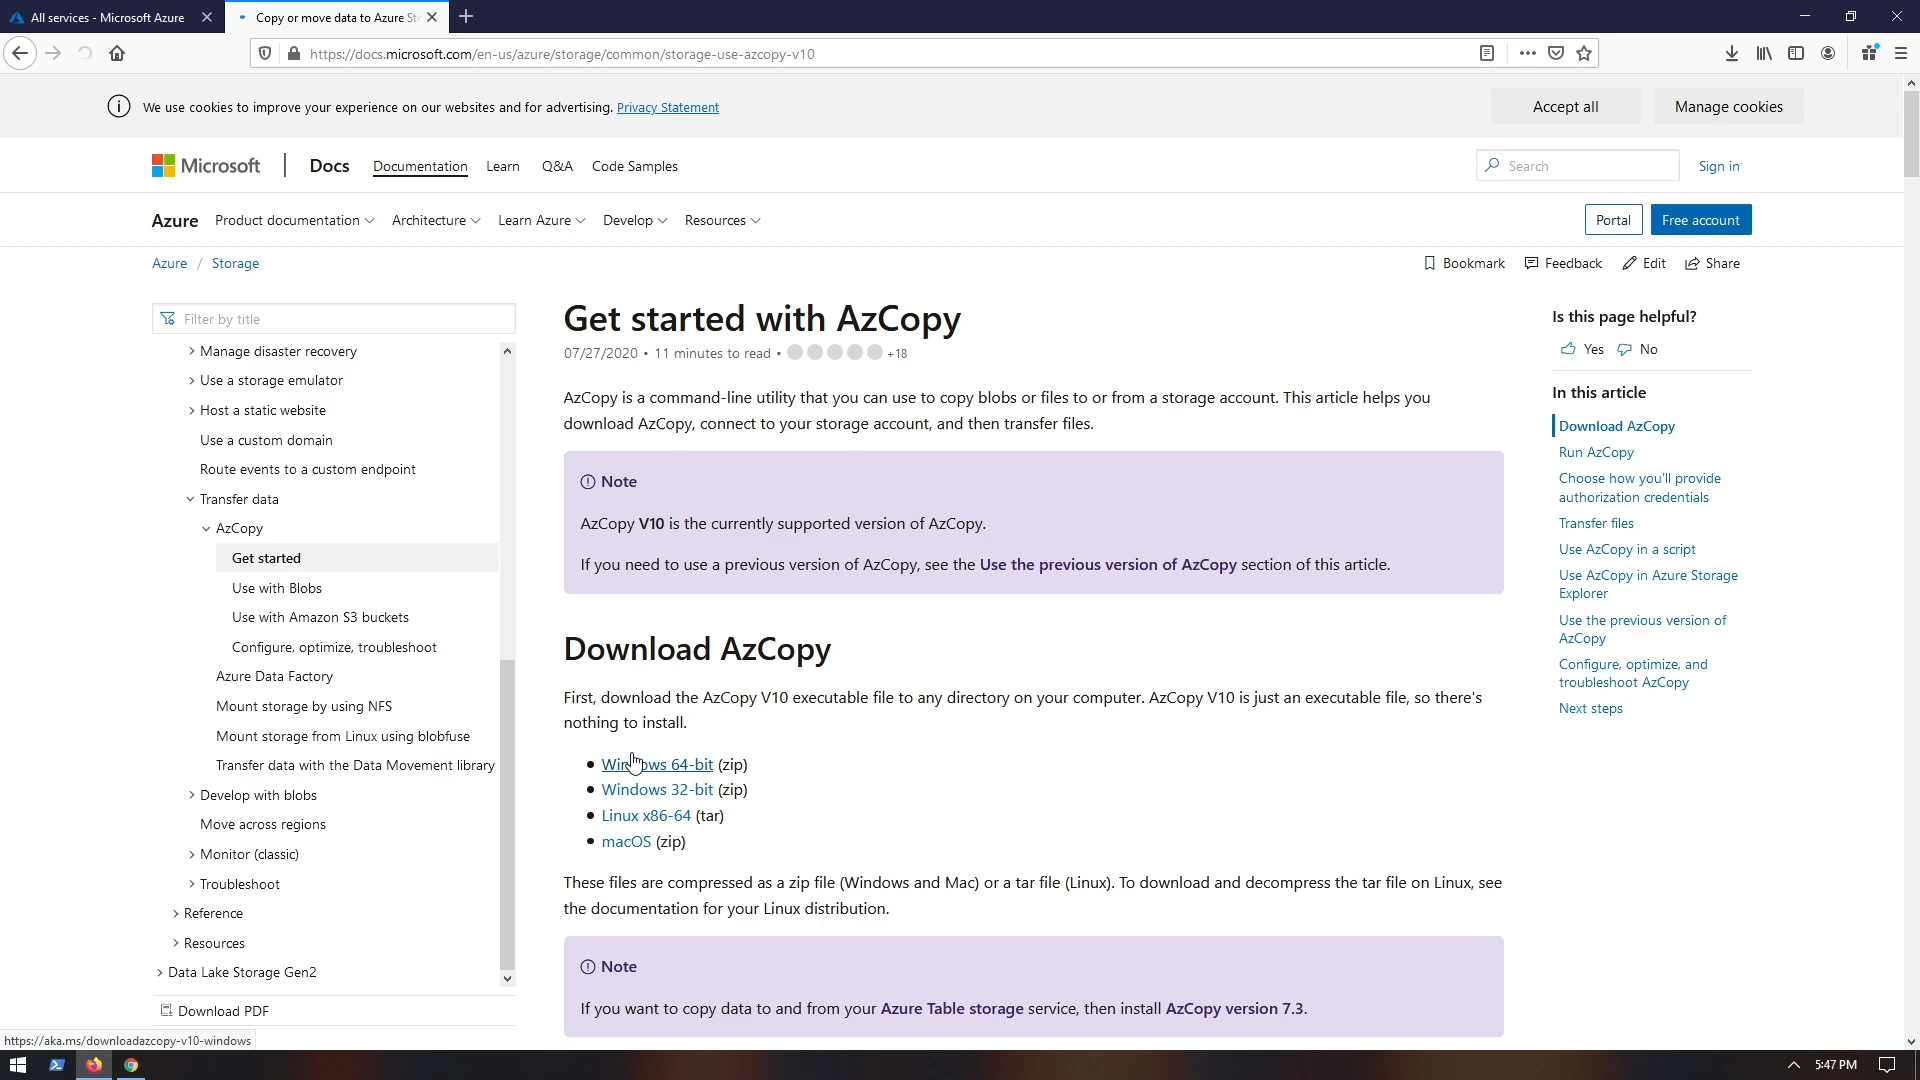 All services - Microsoft Azure
Copy or move data to Azure St
https://docs.microsoft.com/en-us/azure/storage/common/storage-use-azcopy-v10
We use cookies to improve your experience on our websites and for advertising. Privacy Statement
Accept all
Manage cookies
Microsoft
Docs
Documentation
Learn
Q&A
Code Samples
Search
Sign in
Azure
Product documentation
Architecture
Learn Azure
Develop
Resources
Portal
Free account
Azure / Storage
Bookmark
Feedback
Edit
Share
Filter by title
Manage disaster recovery
Use a storage emulator
Host a static website
Use a custom domain
Route events to a custom endpoint
Transfer data
AzCopy
Get started
Use with Blobs
Use with Amazon S3 buckets
Configure, optimize, troubleshoot
Azure Data Factory
Mount storage by using NFS
Mount storage from Linux using blobfuse
Transfer data with the Data Movement library
Develop with blobs
Move across regions
Monitor (classic)
Troubleshoot
Reference
Resources
Data Lake Storage Gen2
Download PDF
Get started with AzCopy
07/27/2020 • 11 minutes to read • +18
AzCopy is a command-line utility that you can use to copy blobs or files to or from a storage account. This article helps you
download AzCopy, connect to your storage account, and then transfer files.
Note
AzCopy V10 is the currently supported version of AzCopy.
If you need to use a previous version of AzCopy, see the Use the previous version of AzCopy section of this article.
Download AzCopy
First, download the AzCopy V10 executable file to any directory on your computer. AzCopy V10 is just an executable file, so there's
nothing to install.
• Windows 64-bit (zip)
• Windows 32-bit (zip)
• Linux x86-64 (tar)
• macOS (zip)
These files are compressed as a zip file (Windows and Mac) or a tar file (Linux). To download and decompress the tar file on Linux, see
the documentation for your Linux distribution.
Note
If you want to copy data to and from your Azure Table storage service, then install AzCopy version 7.3.
Is this page helpful?
Yes
No
In this article
Download AzCopy
Run AzCopy
Choose how you'll provide
authorization credentials
Transfer files
Use AzCopy in a script
Use AzCopy in Azure Storage
Explorer
Use the previous version of
AzCopy
Configure, optimize, and
troubleshoot AzCopy
Next steps
https://aka.ms/downloadazcopy-v10-windows
5:47 PM